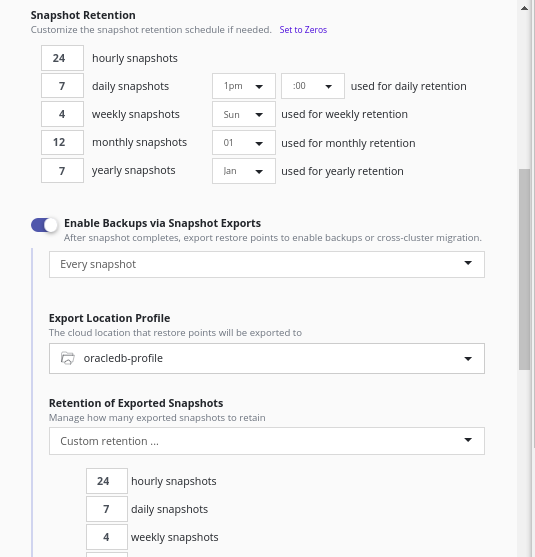 Snapshot Retention
Customize the snapshot retention schedule if needed. Set to Zeros
24 hourly snapshots
7 daily snapshots 1pm :00 used for daily retention
4 weekly snapshots Sun used for weekly retention
12 monthly snapshots 01 used for monthly retention
7 yearly snapshots Jan used for yearly retention
Enable Backups via Snapshot Exports
After snapshot completes, export restore points to enable backups or cross-cluster migration.
Every snapshot
Export Location Profile
The cloud location that restore points will be exported to
oracledb-profile
Retention of Exported Snapshots
Manage how many exported snapshots to retain
Custom retention ...
24 hourly snapshots
7 daily snapshots
4 weekly snapshots